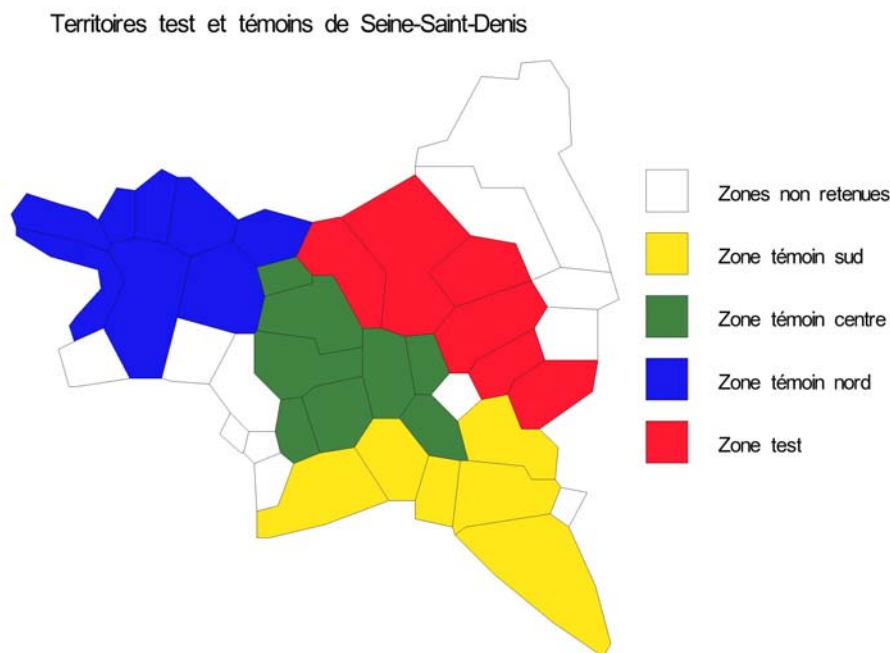 Territoires test et témoins de Seine-Saint-Denis
Zones non retenues
Zone témoin sud
Zone témoin centre
Zone témoin nord
Zone test